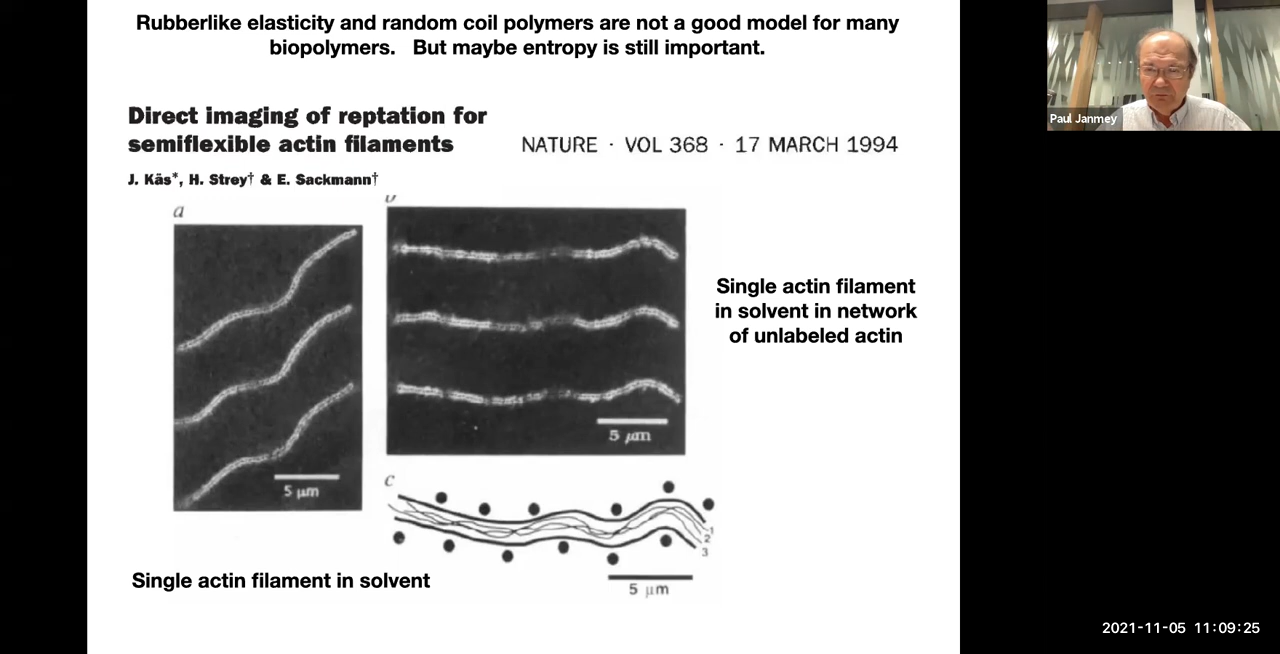 Rubberlike elasticity and random coil polymers are not a good model for many
biopolymers. But maybe entropy is still important.
Paul Janmey
Direct imaging of reptation for
semiflexible actin filaments
NATURE · VOL 368 · 17 MARCH 1994
J. Käs*, H. Strey† & E. Sackmann†
a
5 μm
5 μm
Single actin filament
in solvent in network
of unlabeled actin
c
1
2
3
5 μm
Single actin filament in solvent
2021-11-05 11:09:25